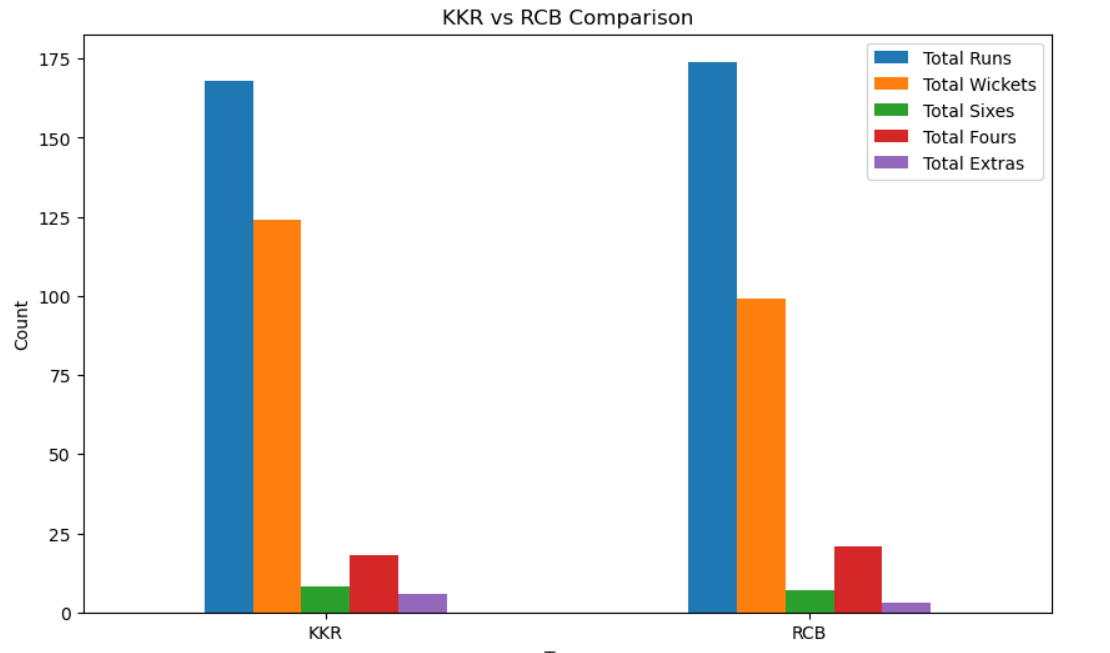 KKR vs RCB Comparison
Total Runs
Total Wickets
Total Sixes
Total Fours
Total Extras
Count
175
150
125
100
75
50
25
0
KKR
RCB